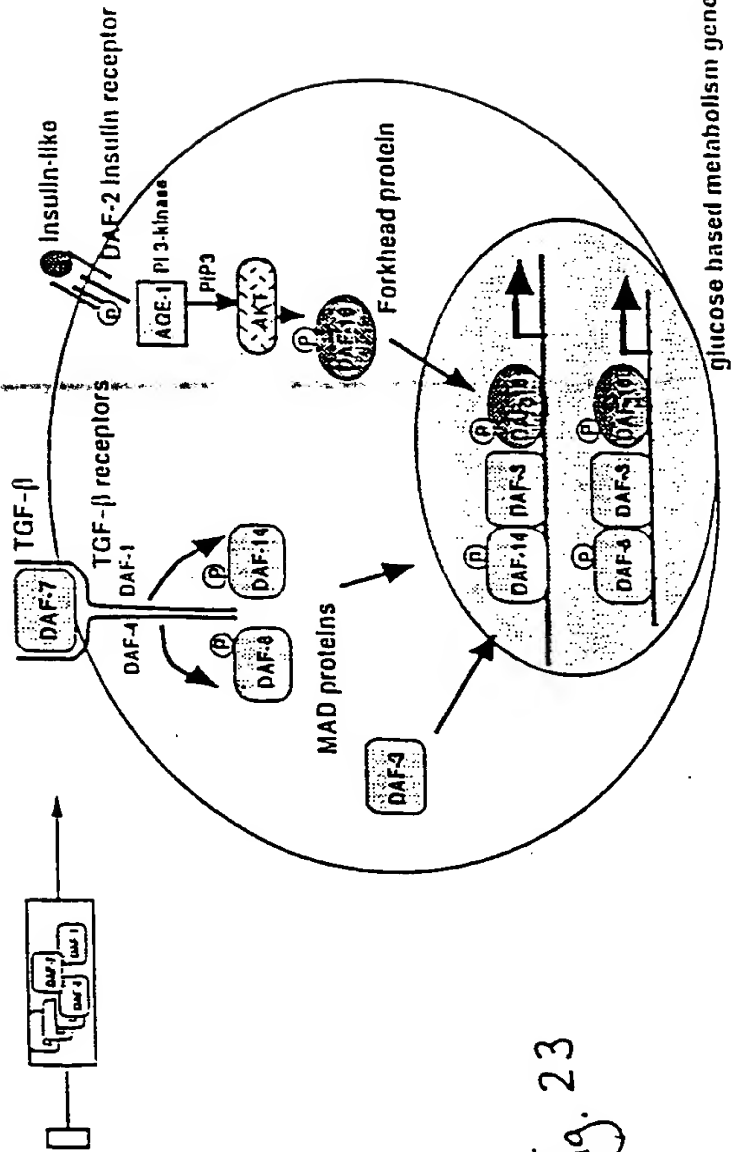 TGF-β
DAF-7
TGF-β receptors
DAF-4
DAF-1
P
DAF-8
P
DAF-14
MAD proteins
DAF-3
Insulin-like
DAF-2 Insulin receptor
P
AGE-1
PI 3-kinase
PIP3
AKT
P
DAF-16
Forkhead protein
P
DAF-14
DAF-3
P
DAF-16
P
DAF-8
DAF-3
P
DAF-16
glucose based metabolism gene
. 23